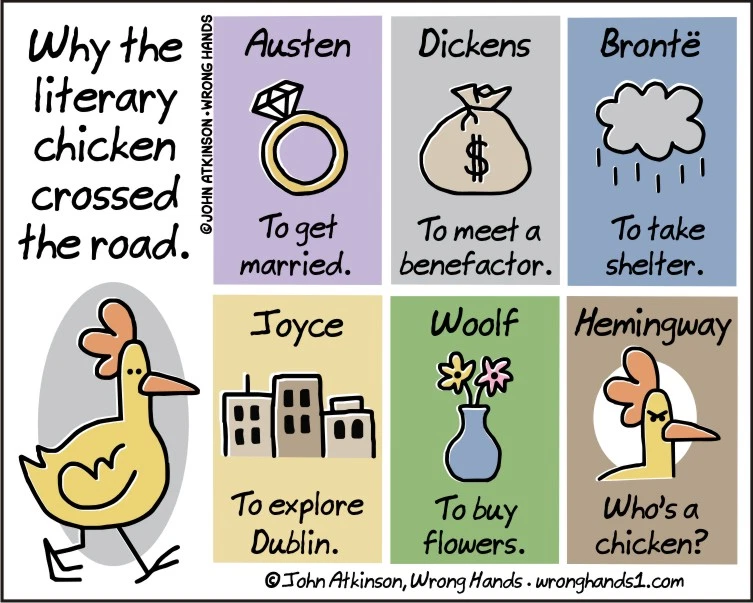 Why the
literary
chicken
crossed
the road.
©JOHN ATKINSON • WRONG HANDS
Austen
To get
married.
Dickens
$
To meet a
benefactor.
Brontë
To take
shelter.
Joyce
To explore
Dublin.
Woolf
To buy
flowers.
Hemingway
Who's a
chicken?
© John Atkinson, Wrong Hands • wronghands1.com